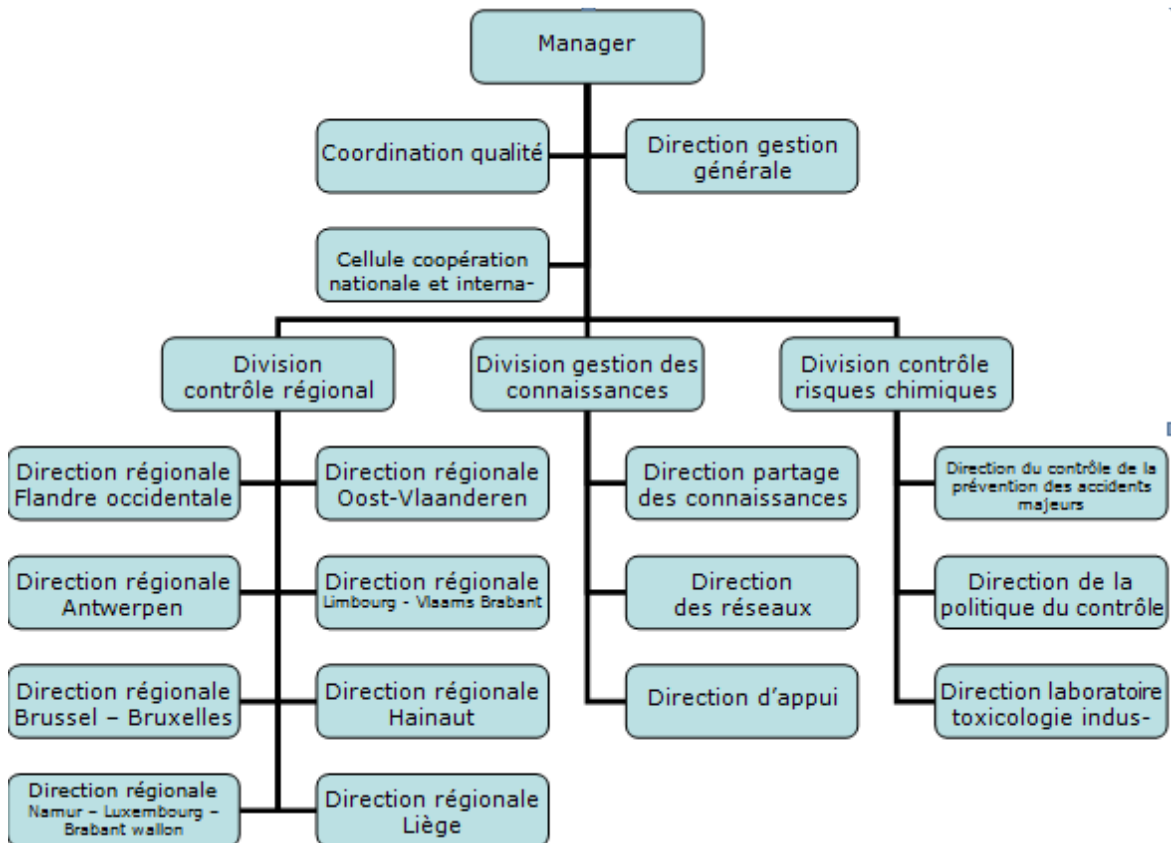 Manager
Coordination qualité
Direction gestion
générale
Cellule coopération
nationale et interna-
Division
contrôle régional
Division gestion des
connaissances
Division contrôle
risques chimiques
Direction régionale
Flandre occidentale
Direction régionale
Oost-Vlaanderen
Direction partage
des connaissances
Direction du contrôle de la
prévention des accidents
majeurs
Direction régionale
Antwerpen
Direction régionale
Limbourg - Vlaams Brabant
Direction
des réseaux
Direction de la
politique du contrôle
Direction régionale
Brussel – Bruxelles
Direction régionale
Hainaut
Direction d’appui
Direction laboratoire
toxicologie indus-
Direction régionale
Namur – Luxembourg –
Brabant wallon
Direction régionale
Liège